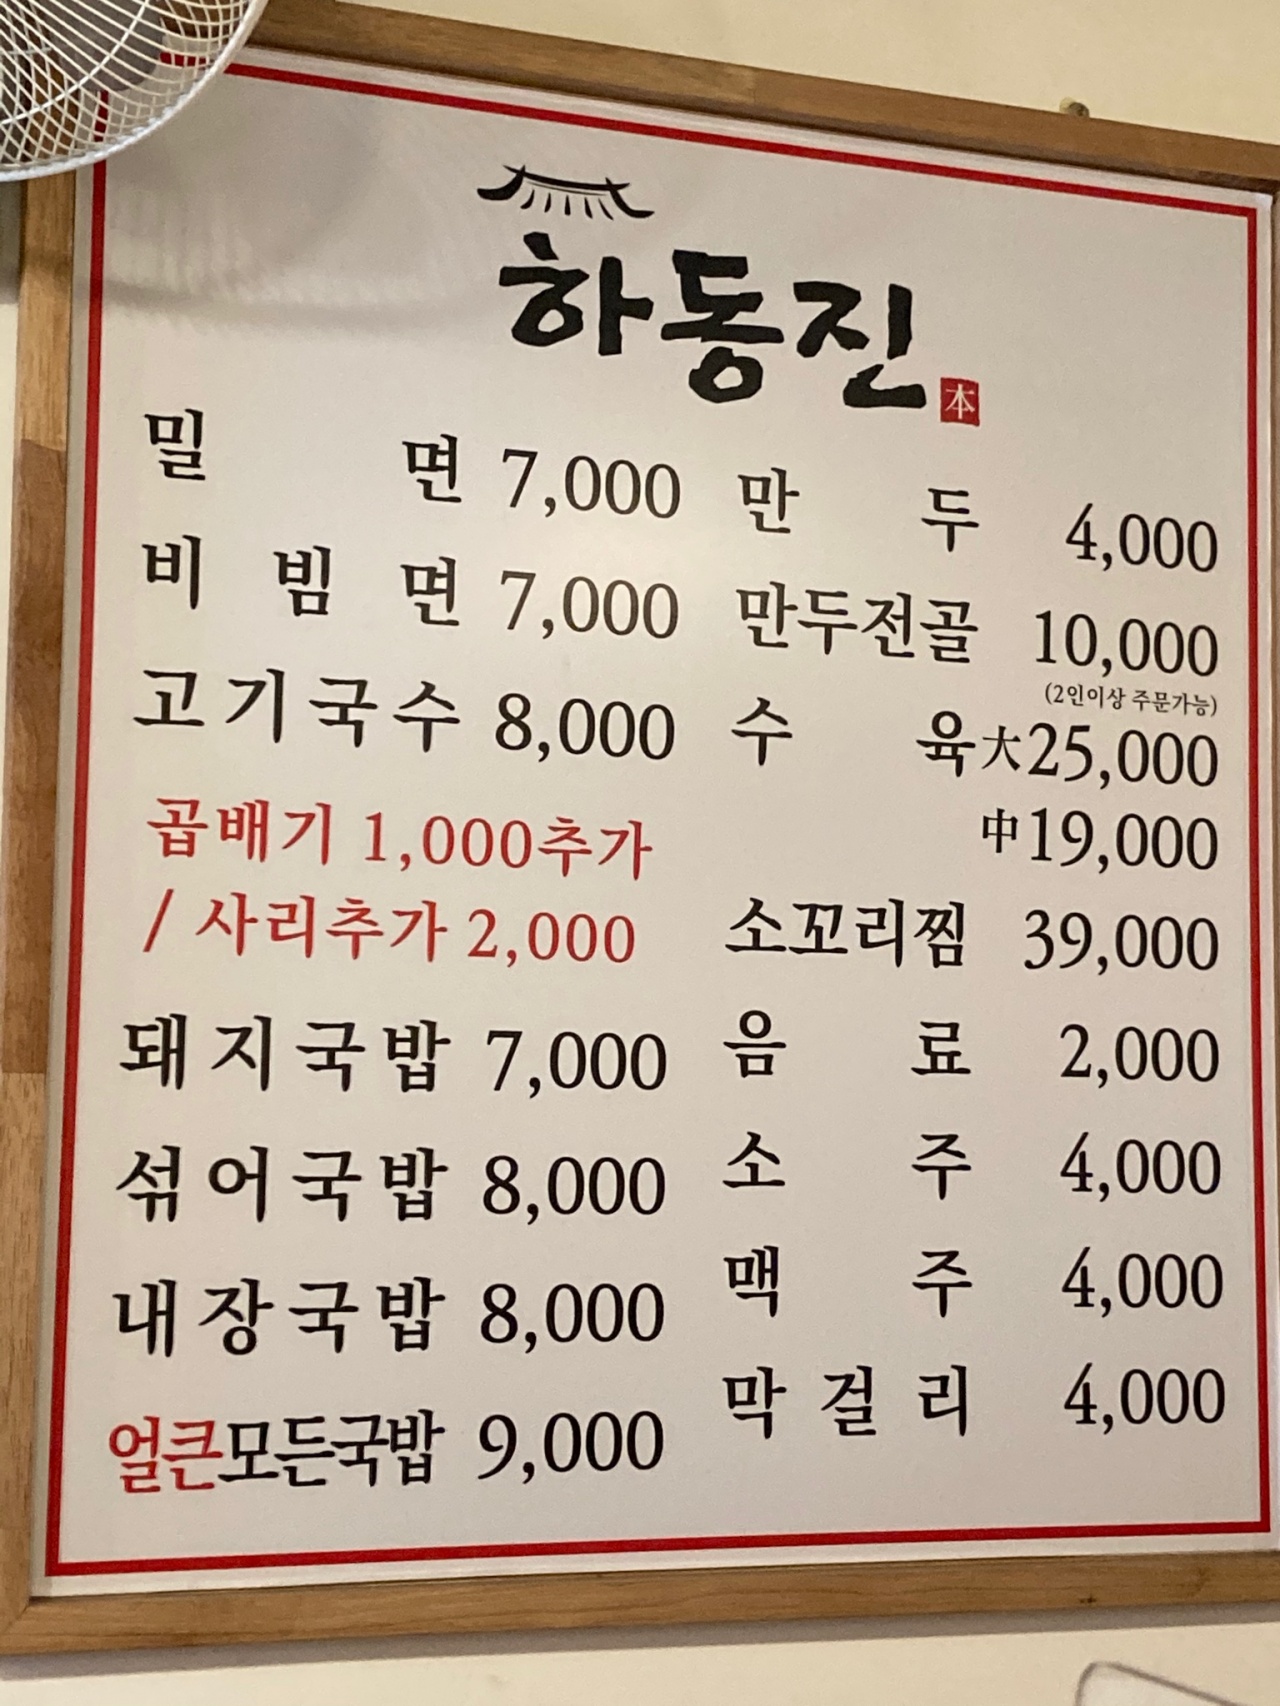 하동진
本
밀면 7,000
비빔면 7,000
고기국수 8,000
곱배기 1,000추가
/ 사리추가 2,000
돼지국밥 7,000
섞어국밥 8,000
내장국밥 8,000
얼큰모든국밥 9,000
만두 4,000
만두전골 10,000
(2인이상 주문가능)
수육 大25,000
中19,000
소꼬리찜 39,000
음료 2,000
소주 4,000
맥주 4,000
막걸리 4,000